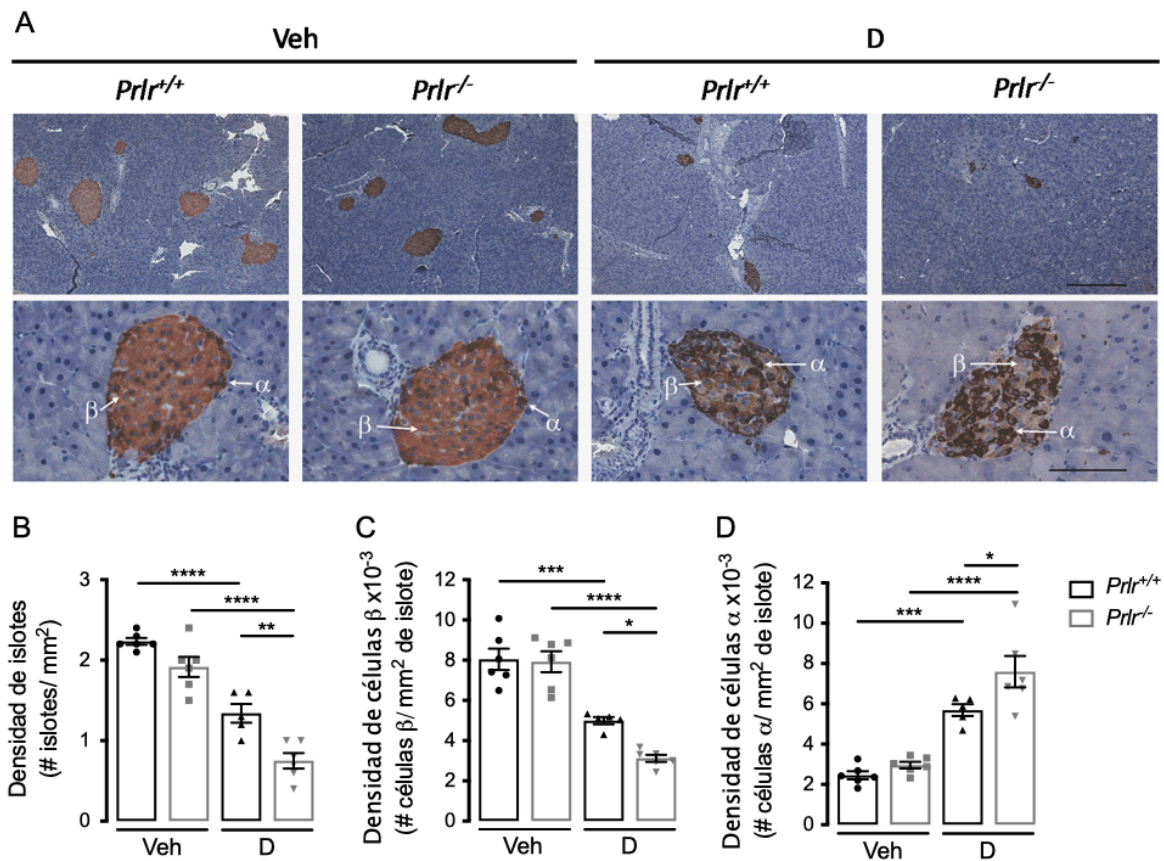 A
Veh
D
Prlr+/+
Prlr-/-
Prlr+/+
Prlr-/-
β
α
β
α
β
α
β
α
B
Densidad de islotes
(# islotes/ mm²)
3
2
1
0
****
****
**
Veh
D
C
Densidad de células β x10-3
(# células β/ mm² de islote)
12
10
8
6
4
2
0
***
****
*
Veh
D
D
Densidad de células α x10-3
(# células α/ mm² de islote)
12
10
8
6
4
2
0
***
****
*
Veh
D
Prlr+/+
Prlr-/-